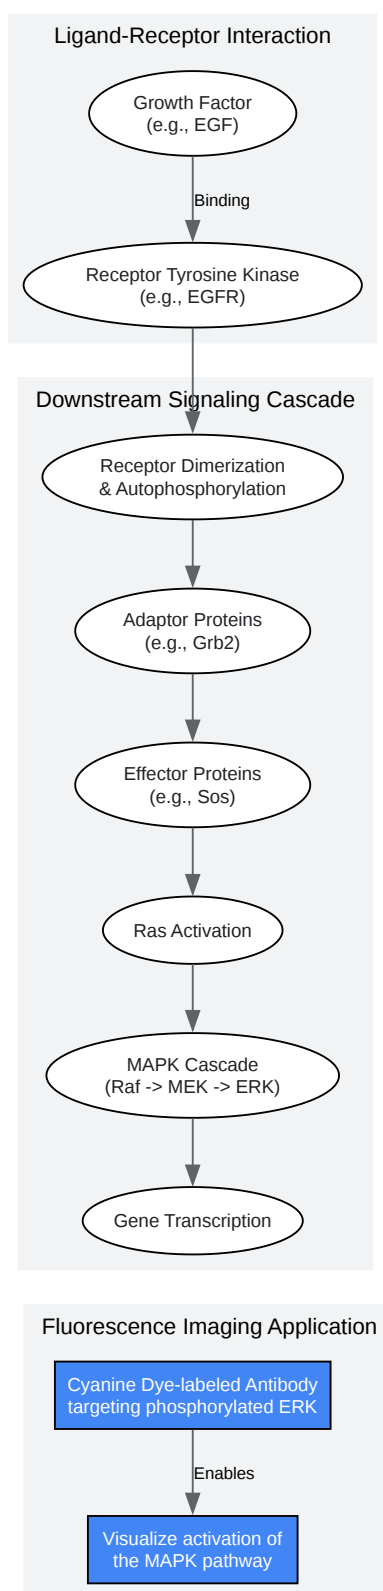 Ligand-Receptor Interaction
Growth Factor
(e.g., EGF)
Binding
Receptor Tyrosine Kinase
(e.g., EGFR)
Downstream Signaling Cascade
Receptor Dimerization
& Autophosphorylation
Adaptor Proteins
(e.g., Grb2)
Effector Proteins
(e.g., Sos)
Ras Activation
MAPK Cascade
(Raf -> MEK -> ERK)
Gene Transcription
Fluorescence Imaging Application
Cyanine Dye-labeled Antibody
targeting phosphorylated ERK
Enables
Visualize activation of
the MAPK pathway